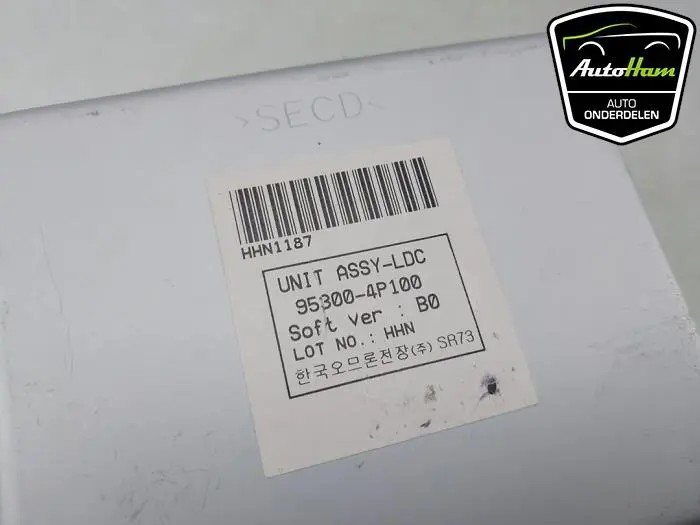 AutoHam
AUTO
ONDERDELEN
>SECD<
HHN1187
UNIT ASSY-LDC
95300-4P100
Soft Ver : B0
LOT NO.: HHN
한국오므론전장(주) SR73